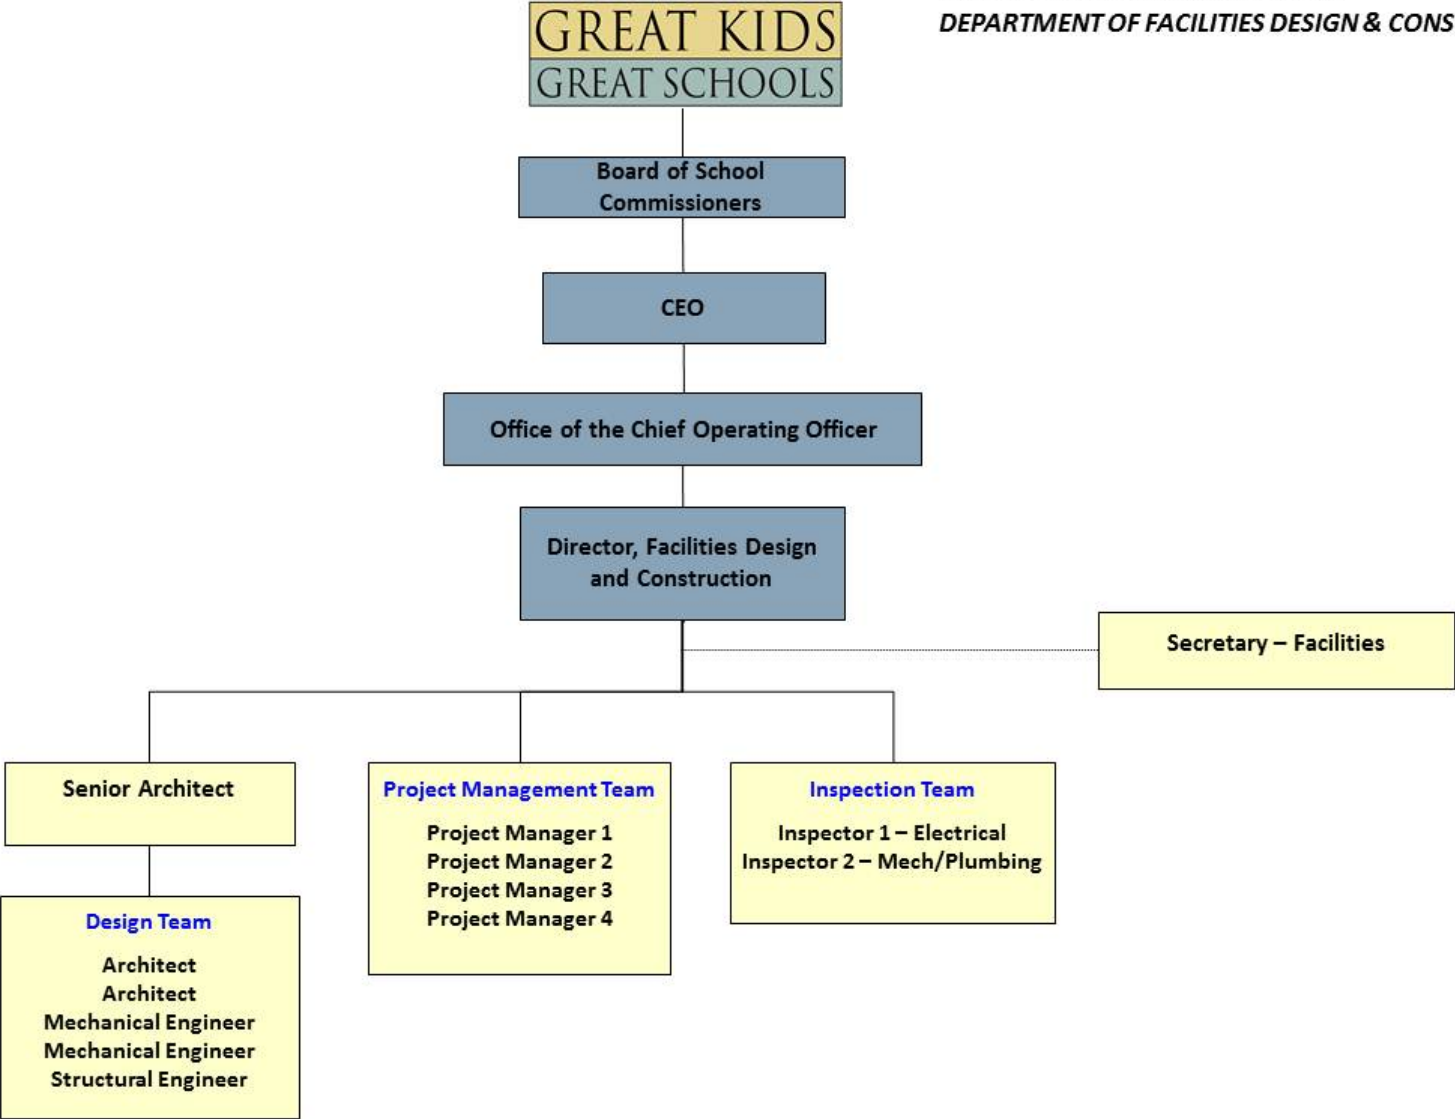 GREAT KIDS
GREAT SCHOOLS
DEPARTMENT OF FACILITIES DESIGN & CONS
Board of School
Commissioners
CEO
Office of the Chief Operating Officer
Director, Facilities Design
and Construction
Secretary – Facilities
Senior Architect
Design Team
Architect
Architect
Mechanical Engineer
Mechanical Engineer
Structural Engineer
Project Management Team
Project Manager 1
Project Manager 2
Project Manager 3
Project Manager 4
Inspection Team
Inspector 1 – Electrical
Inspector 2 – Mech/Plumbing